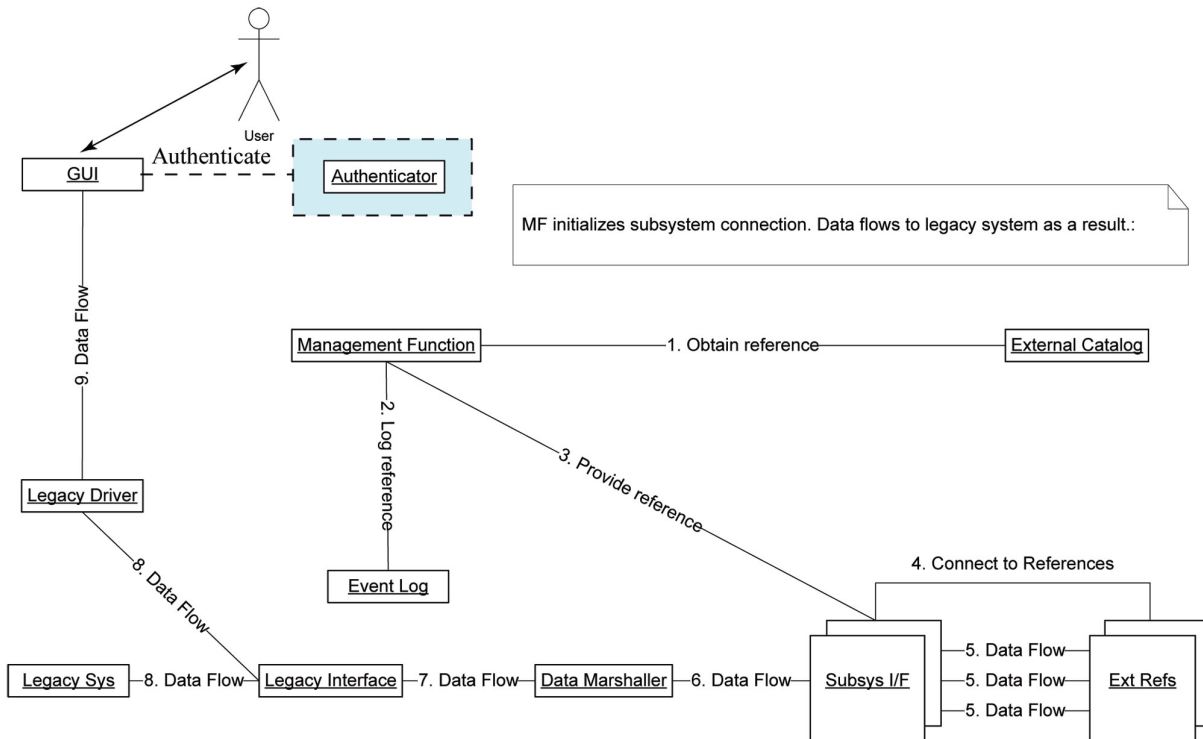 User
Authenticate
GUI
Authenticator
MF initializes subsystem connection. Data flows to legacy system as a result.:
9. Data Flow
Management Function
1. Obtain reference
External Catalog
2. Log reference
3. Provide reference
Legacy Driver
8. Data Flow
Event Log
4. Connect to References
Legacy Sys
8. Data Flow
Legacy Interface
7. Data Flow
Data Marshaller
6. Data Flow
Subsys I/F
5. Data Flow
5. Data Flow
5. Data Flow
Ext Refs